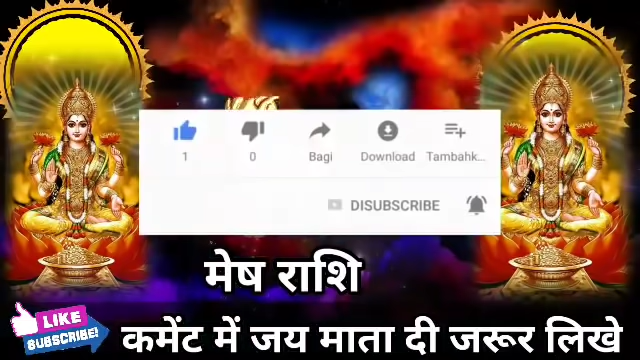 1 0 Bagi Download Tambahk...
DISUBSCRIBE
मेष राशि
LIKE
SUBSCRIBE!
कमेंट में जय माता दी जरूर लिखे